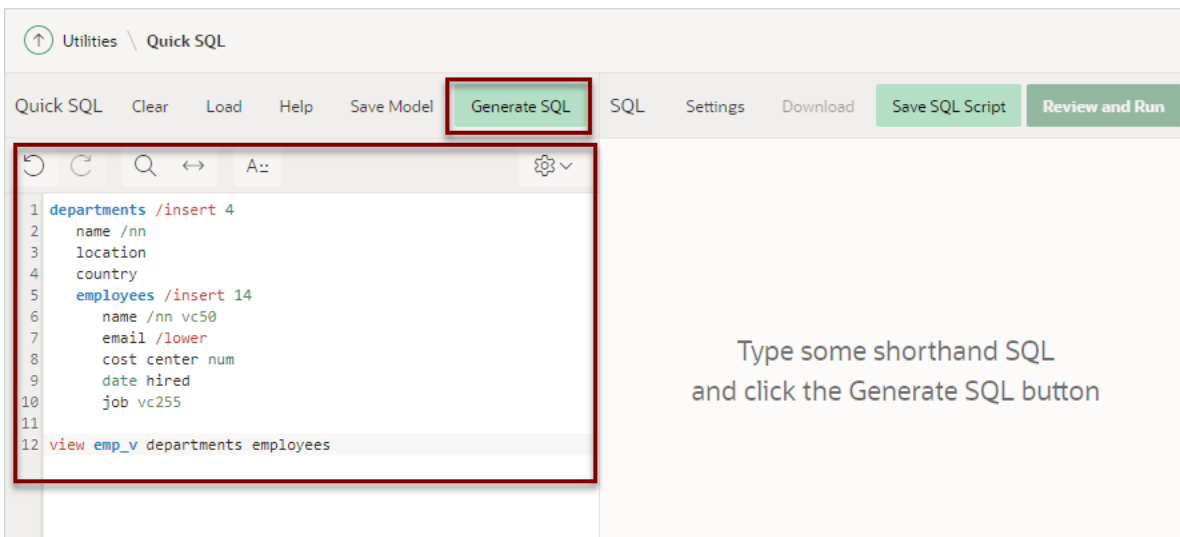 Utilities \ Quick SQL
Quick SQL Clear Load Help Save Model Generate SQL SQL Settings Download Save SQL Script Review and Run
A::
1 departments /insert 4
2 name /nn
3 location
4 country
5 employees /insert 14
6 name /nn vc50
7 email /lower
8 cost center num
9 date hired
10 job vc255
11
12 view emp_v departments employees
Type some shorthand SQL
and click the Generate SQL button